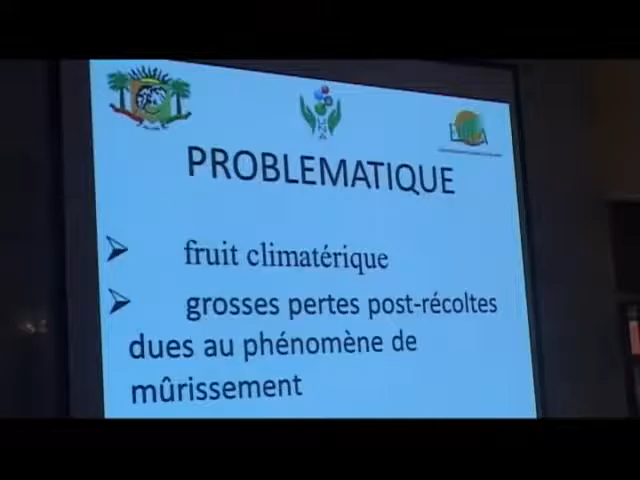 PROBLEMATIQUE
fruit climatérique
grosses pertes post-récoltes
dues au phénomène de
mûrissement